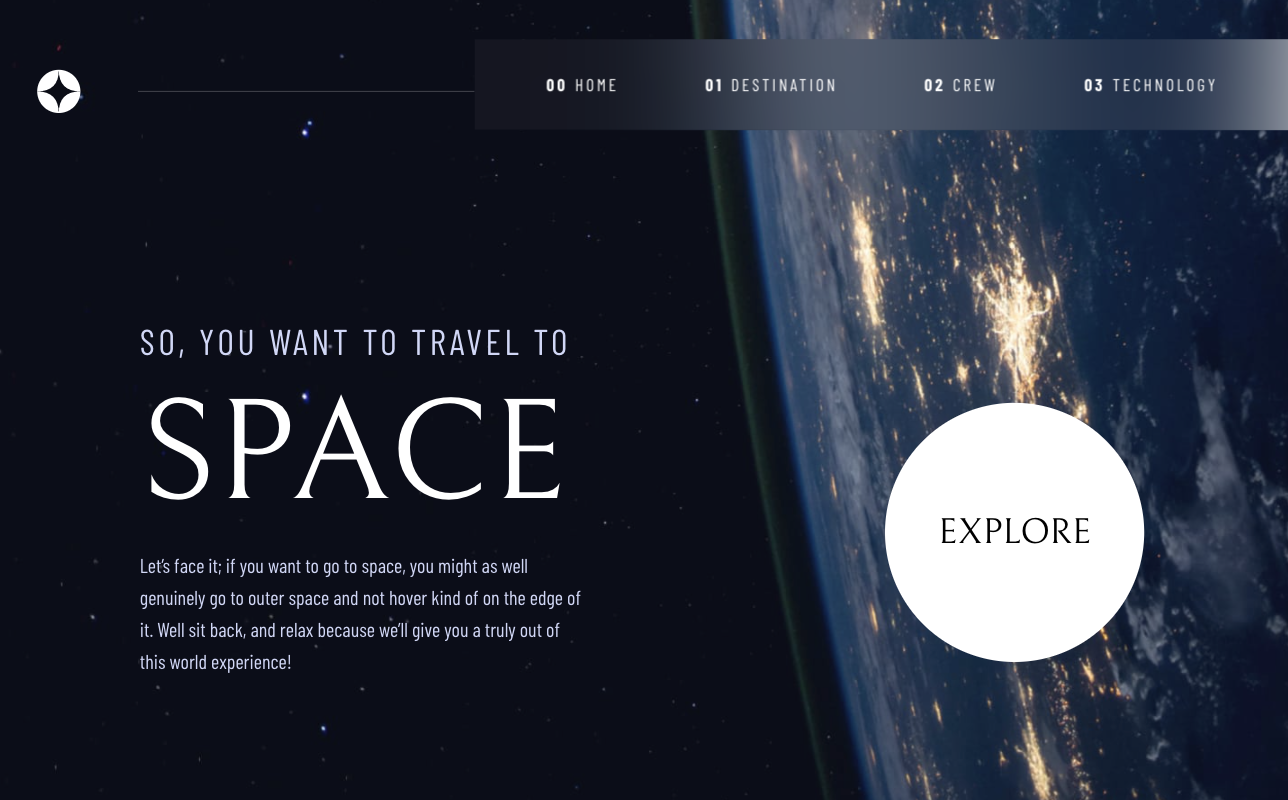 00 HOME
01 DESTINATION
02 CREW
03 TECHNOLOGY
SO, YOU WANT TO TRAVEL TO
SPACE
Let’s face it; if you want to go to space, you might as well
genuinely go to outer space and not hover kind of on the edge of
it. Well sit back, and relax because we’ll give you a truly out of
this world experience!
EXPLORE